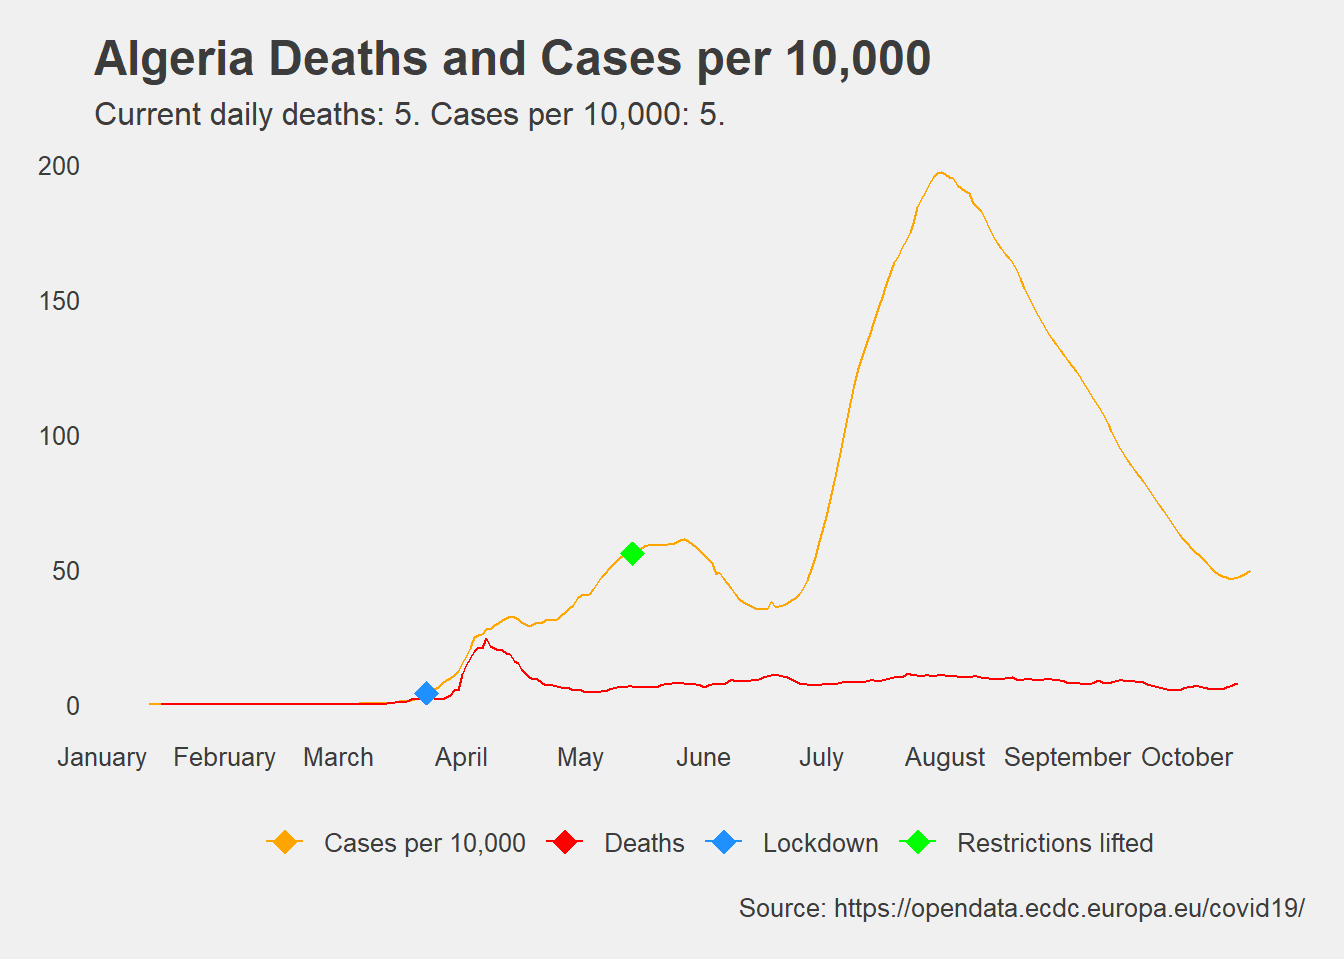 Algeria Deaths and Cases per 10,000
Current daily deaths: 5. Cases per 10,000: 5.
200
150
100
50
0
January February March April May June July August September October
Cases per 10,000 Deaths Lockdown Restrictions lifted
Source: https://opendata.ecdc.europa.eu/covid19/